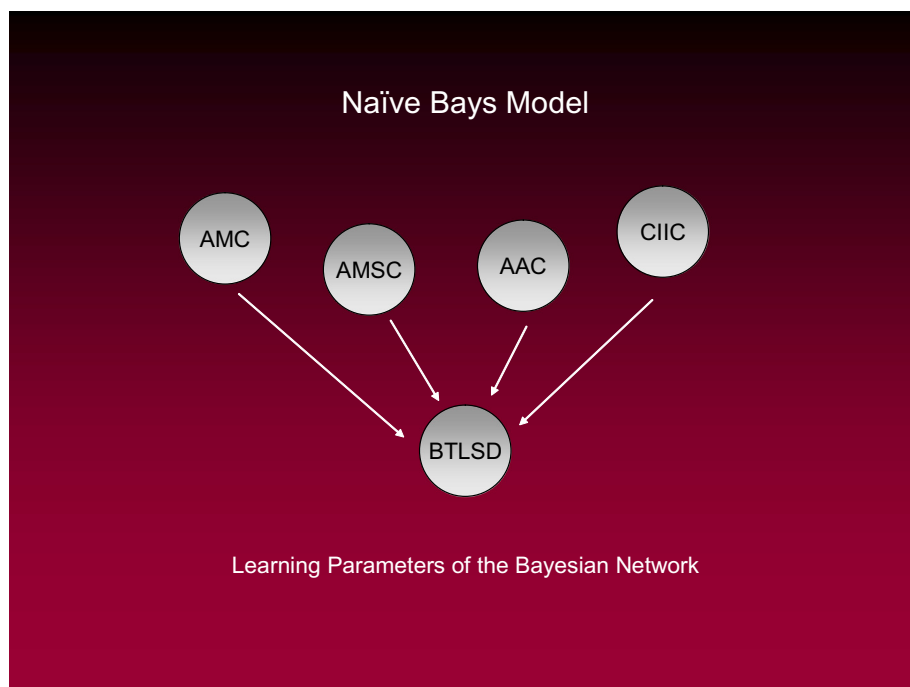 Naïve Bays Model
AMC
AMSC
AAC
CIIC
BTLSD
Learning Parameters of the Bayesian Network